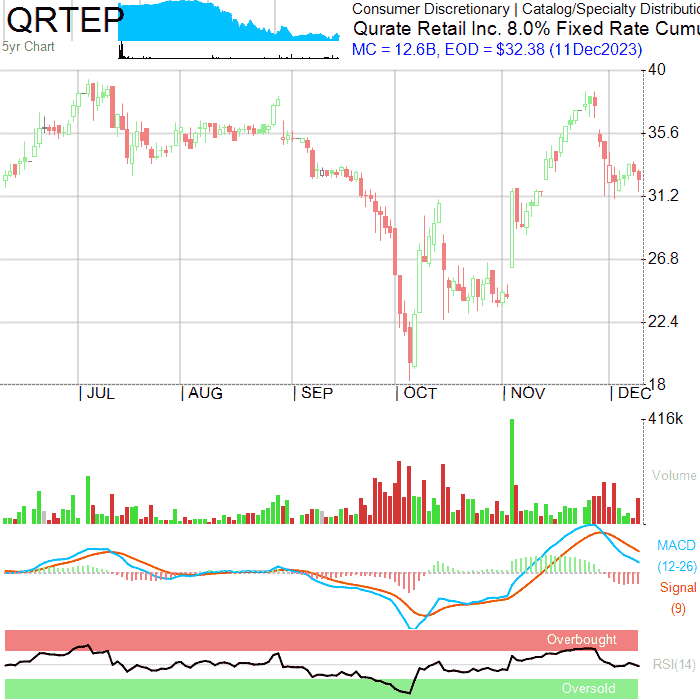 QRTEP
5yr Chart
Consumer Discretionary | Catalog/Specialty Distributio
Qurate Retail Inc. 8.0% Fixed Rate Cumu
MC = 12.6B, EOD = $32.38 (11Dec2023)
40
35.6
31.2
26.8
22.4
18
JUL
AUG
SEP
OCT
NOV
DEC
416k
Volume
MACD
(12-26)
Signal
(9)
Overbought
RSI(14)
Oversold